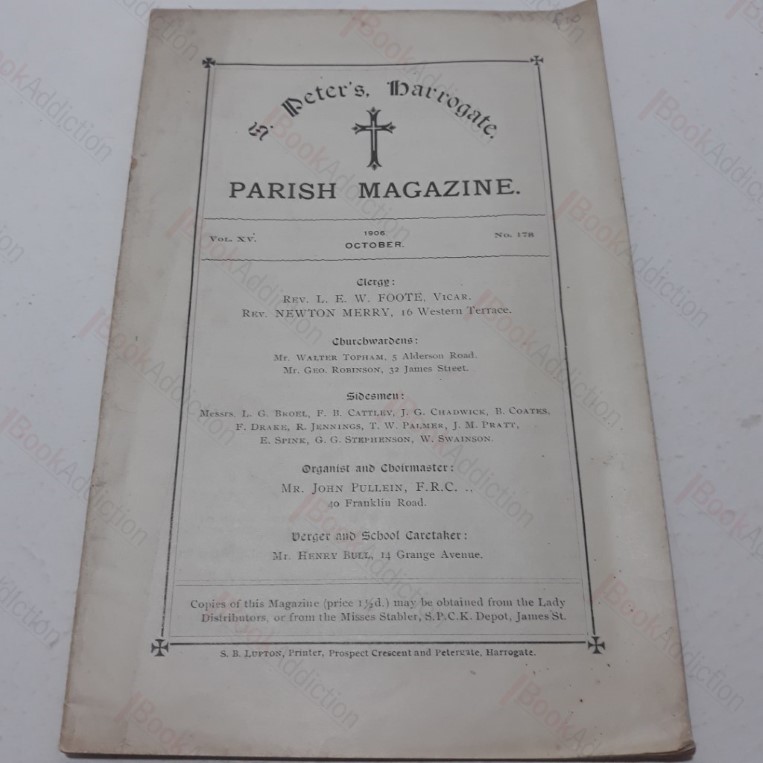 St. Peter's, Harrogate.
PARISH MAGAZINE.
VOL. XV. 1906 OCTOBER. No. 178
Clergy:
REV. L. E. W. FOOTE, VICAR.
REV. NEWTON MERRY, 16 Western Terrace.
Churchwardens:
Mr. WALTER TOPHAM, 5 Alderson Road.
Mr. GEO. ROBINSON, 32 James Street.
Sidesmen:
Messrs. L. G. BROEL, F. B. CATTLEY, J. G. CHADWICK, B. COATES,
F. DRAKE, R. JENNINGS, T. W. PALMER, J. M. PRATT,
E. SPINK, G. G. STEPHENSON, W. SWAINSON.
Organist and Choirmaster:
MR. JOHN PULLEIN, F.R.C.
40 Franklin Road.
Verger and School Caretaker:
Mr. HENRY BULL, 14 Grange Avenue.
Copies of this Magazine (price 1½d.) may be obtained from the Lady
Distributors, or from the Misses Stabler, S.P.C.K. Depot, James St.
S. B. LUPTON, Printer, Prospect Crescent and Petergate, Harrogate.
iBookAddiction